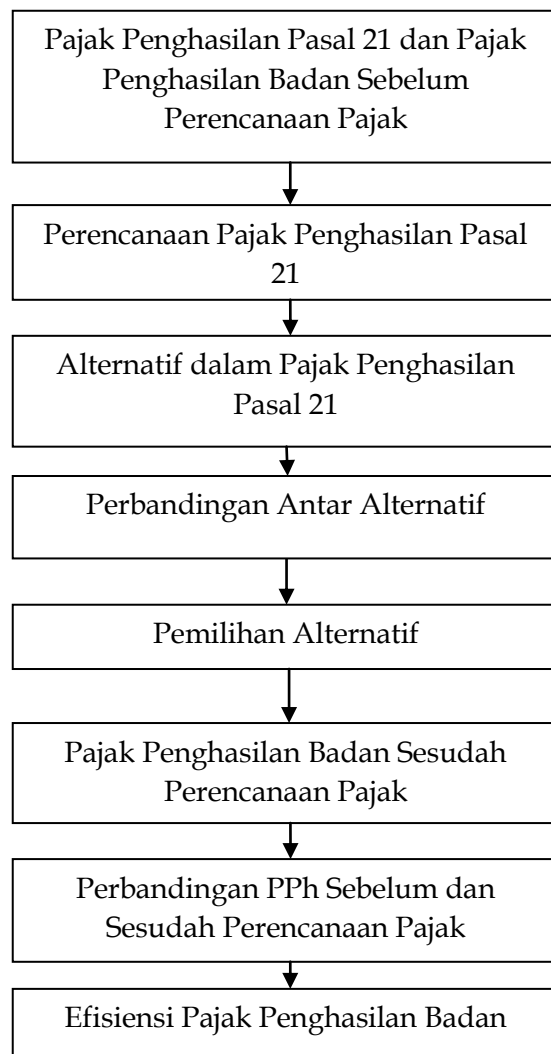 Pajak Penghasilan Pasal 21 dan Pajak
Penghasilan Badan Sebelum
Perencanaan Pajak
Perencanaan Pajak Penghasilan Pasal
21
Alternatif dalam Pajak Penghasilan
Pasal 21
Perbandingan Antar Alternatif
Pemilihan Alternatif
Pajak Penghasilan Badan Sesudah
Perencanaan Pajak
Perbandingan PPh Sebelum dan
Sesudah Perencanaan Pajak
Efisiensi Pajak Penghasilan Badan